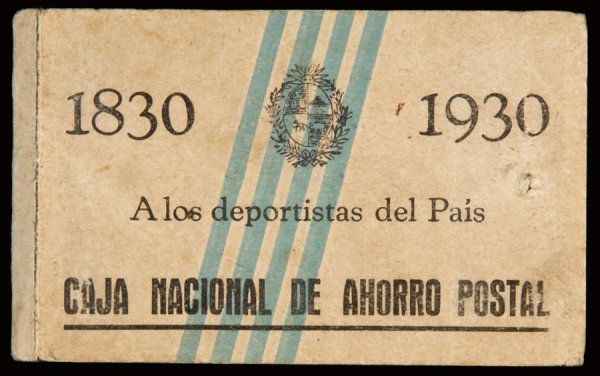 1830 1930
A los deportistas del País
CAJA NACIONAL DE AHORRO POSTAL